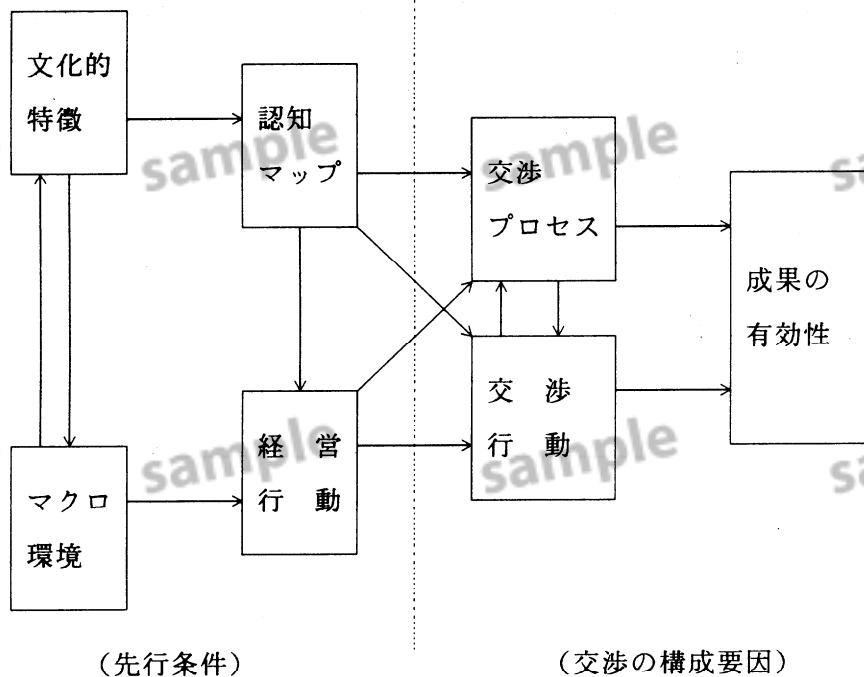 文化的
特徴
認知
マップ
交渉
プロセス
成果の
有効性
マクロ
環境
経営
行動
交渉
行動
(先行条件)
(交渉の構成要因)
sample
sample
sa
sample
sample
sa